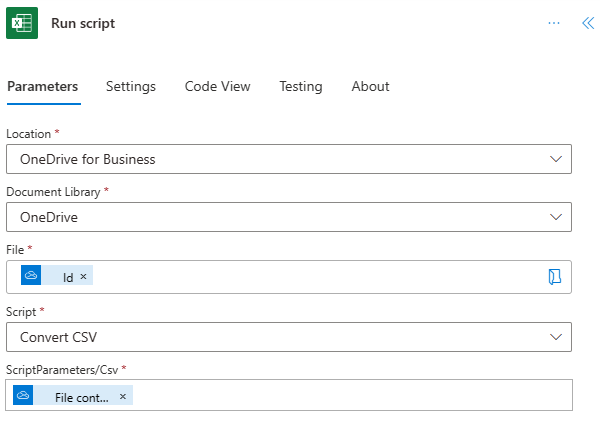 Run script
Parameters Settings Code View Testing About
Location *
OneDrive for Business
Document Library *
OneDrive
File *
Id ×
Script *
Convert CSV
ScriptParameters/Csv *
File cont... ×